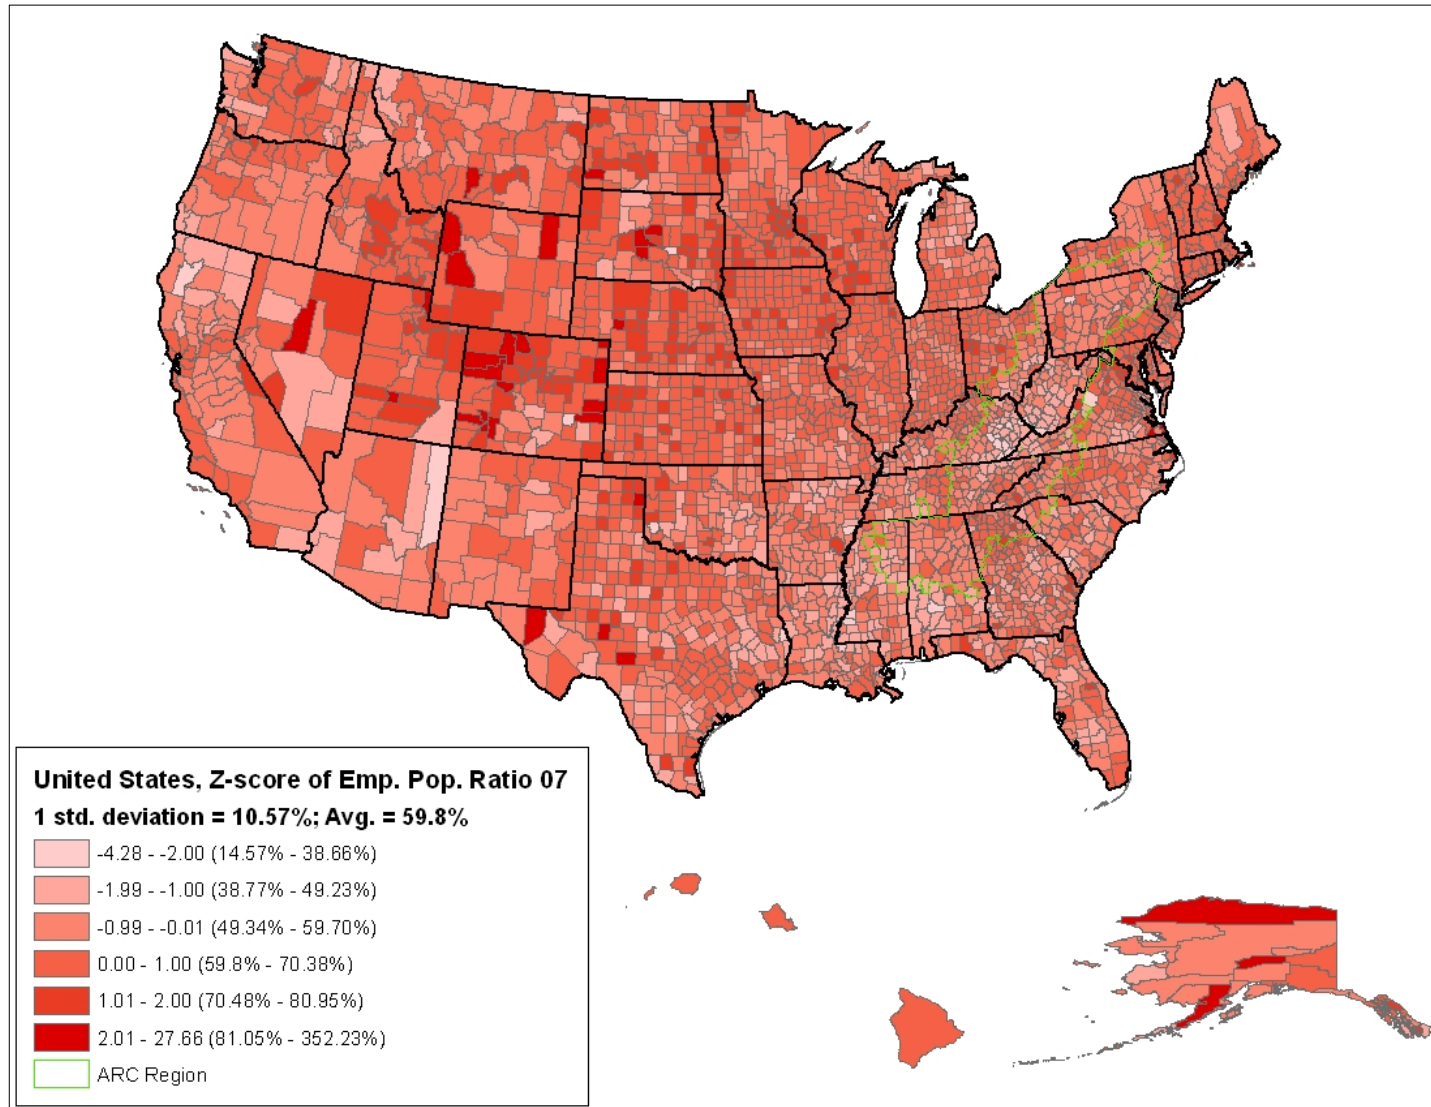 United States, Z-score of Emp. Pop. Ratio 07
1 std. deviation = 10.57%; Avg. = 59.8%
-4.28 - -2.00 (14.57% - 38.66%)
-1.99 - -1.00 (38.77% - 49.23%)
-0.99 - -0.01 (49.34% - 59.70%)
0.00 - 1.00 (59.8% - 70.38%)
1.01 - 2.00 (70.48% - 80.95%)
2.01 - 27.66 (81.05% - 352.23%)
ARC Region